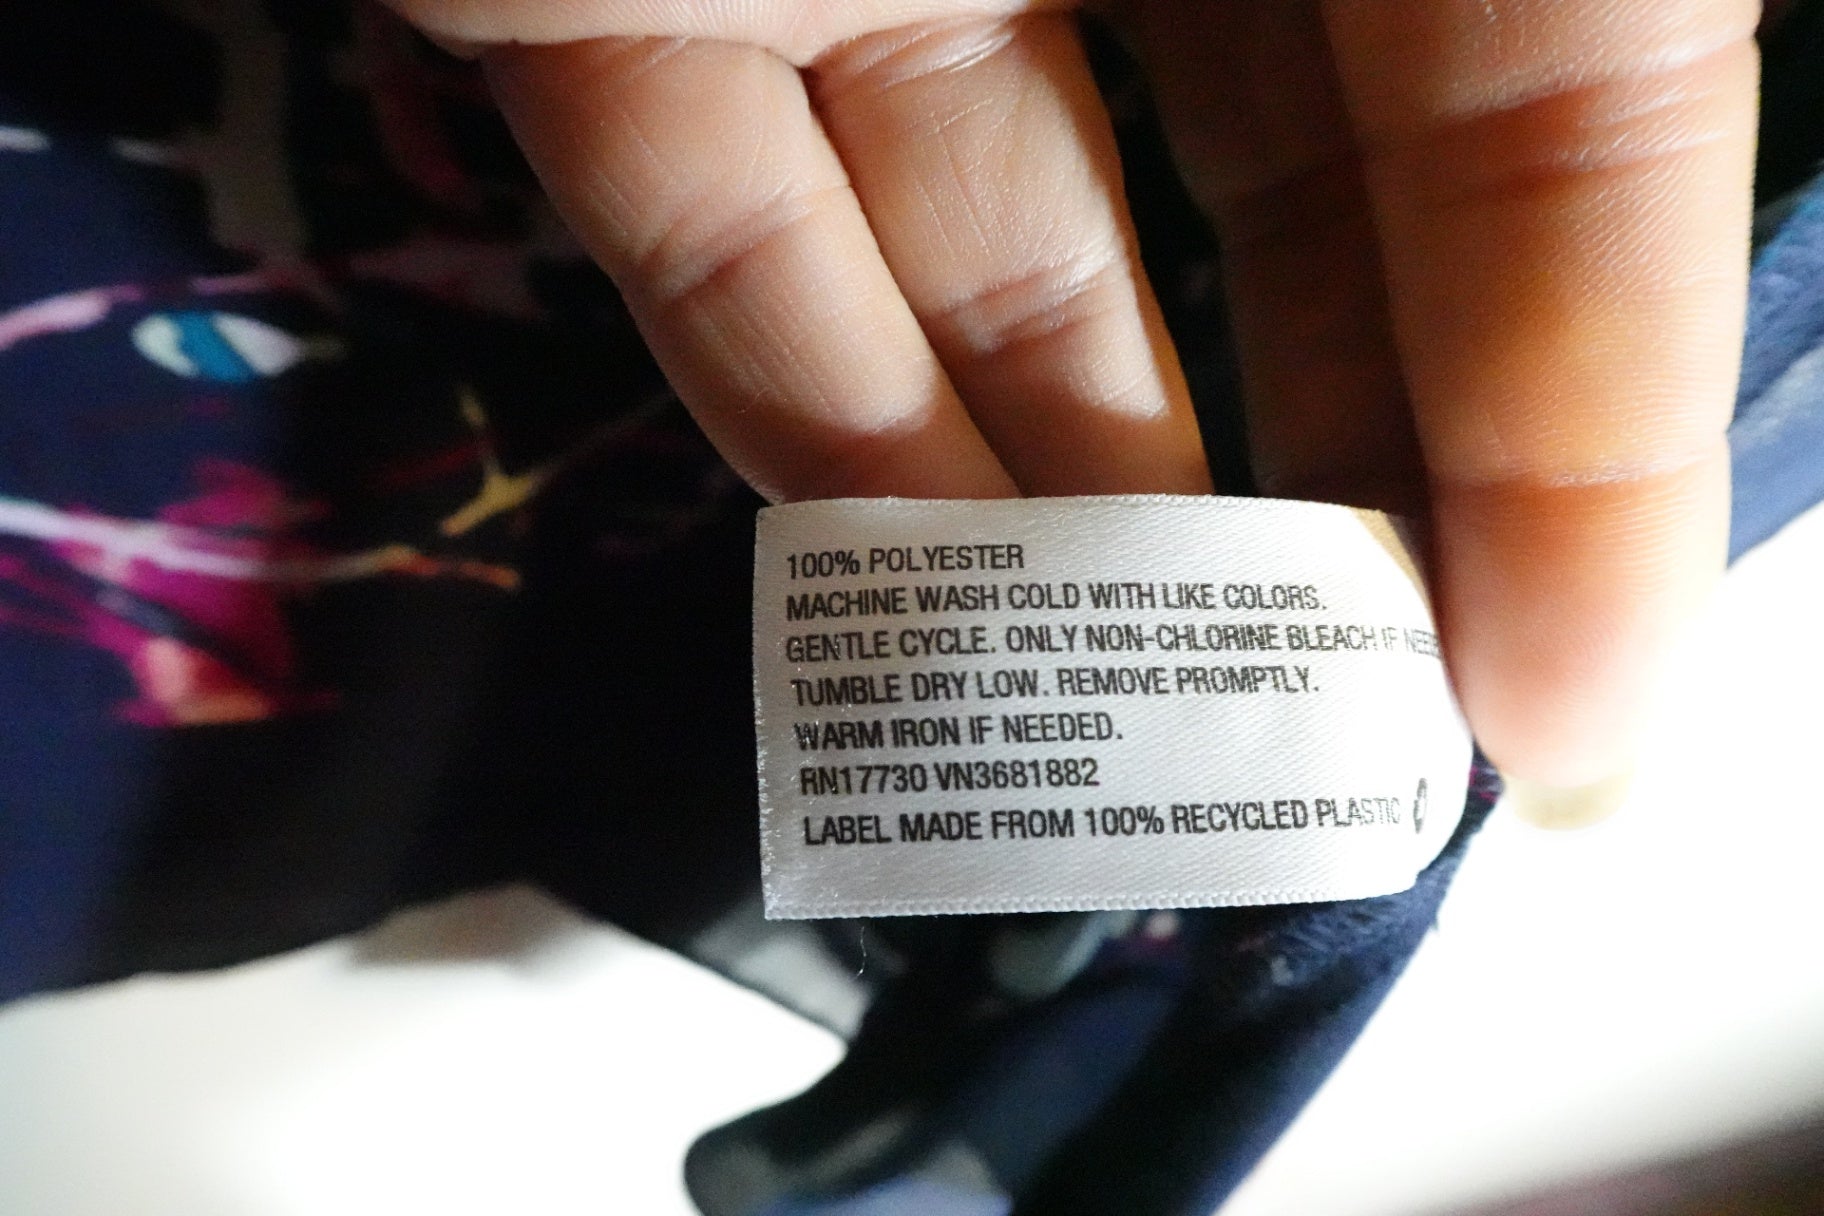 100% POLYESTER
MACHINE WASH COLD WITH LIKE COLORS.
GENTLE CYCLE. ONLY NON-CHLORINE BLEACH IF
TUMBLE DRY LOW. REMOVE PROMPTLY.
WARM IRON IF NEEDED.
RN17730 VN3681882
LABEL MADE FROM 100% RECYCLED PLASTIC